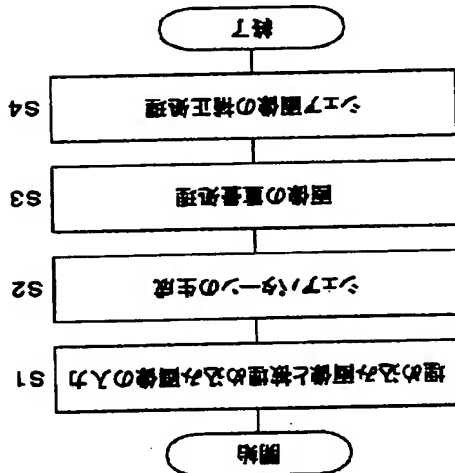 開始
埋め込み画像と被埋め込み画像の入力 S1
シェアパターンの生成 S2
画像の重畳処理 S3
シェア画像の補正処理 S4
終了